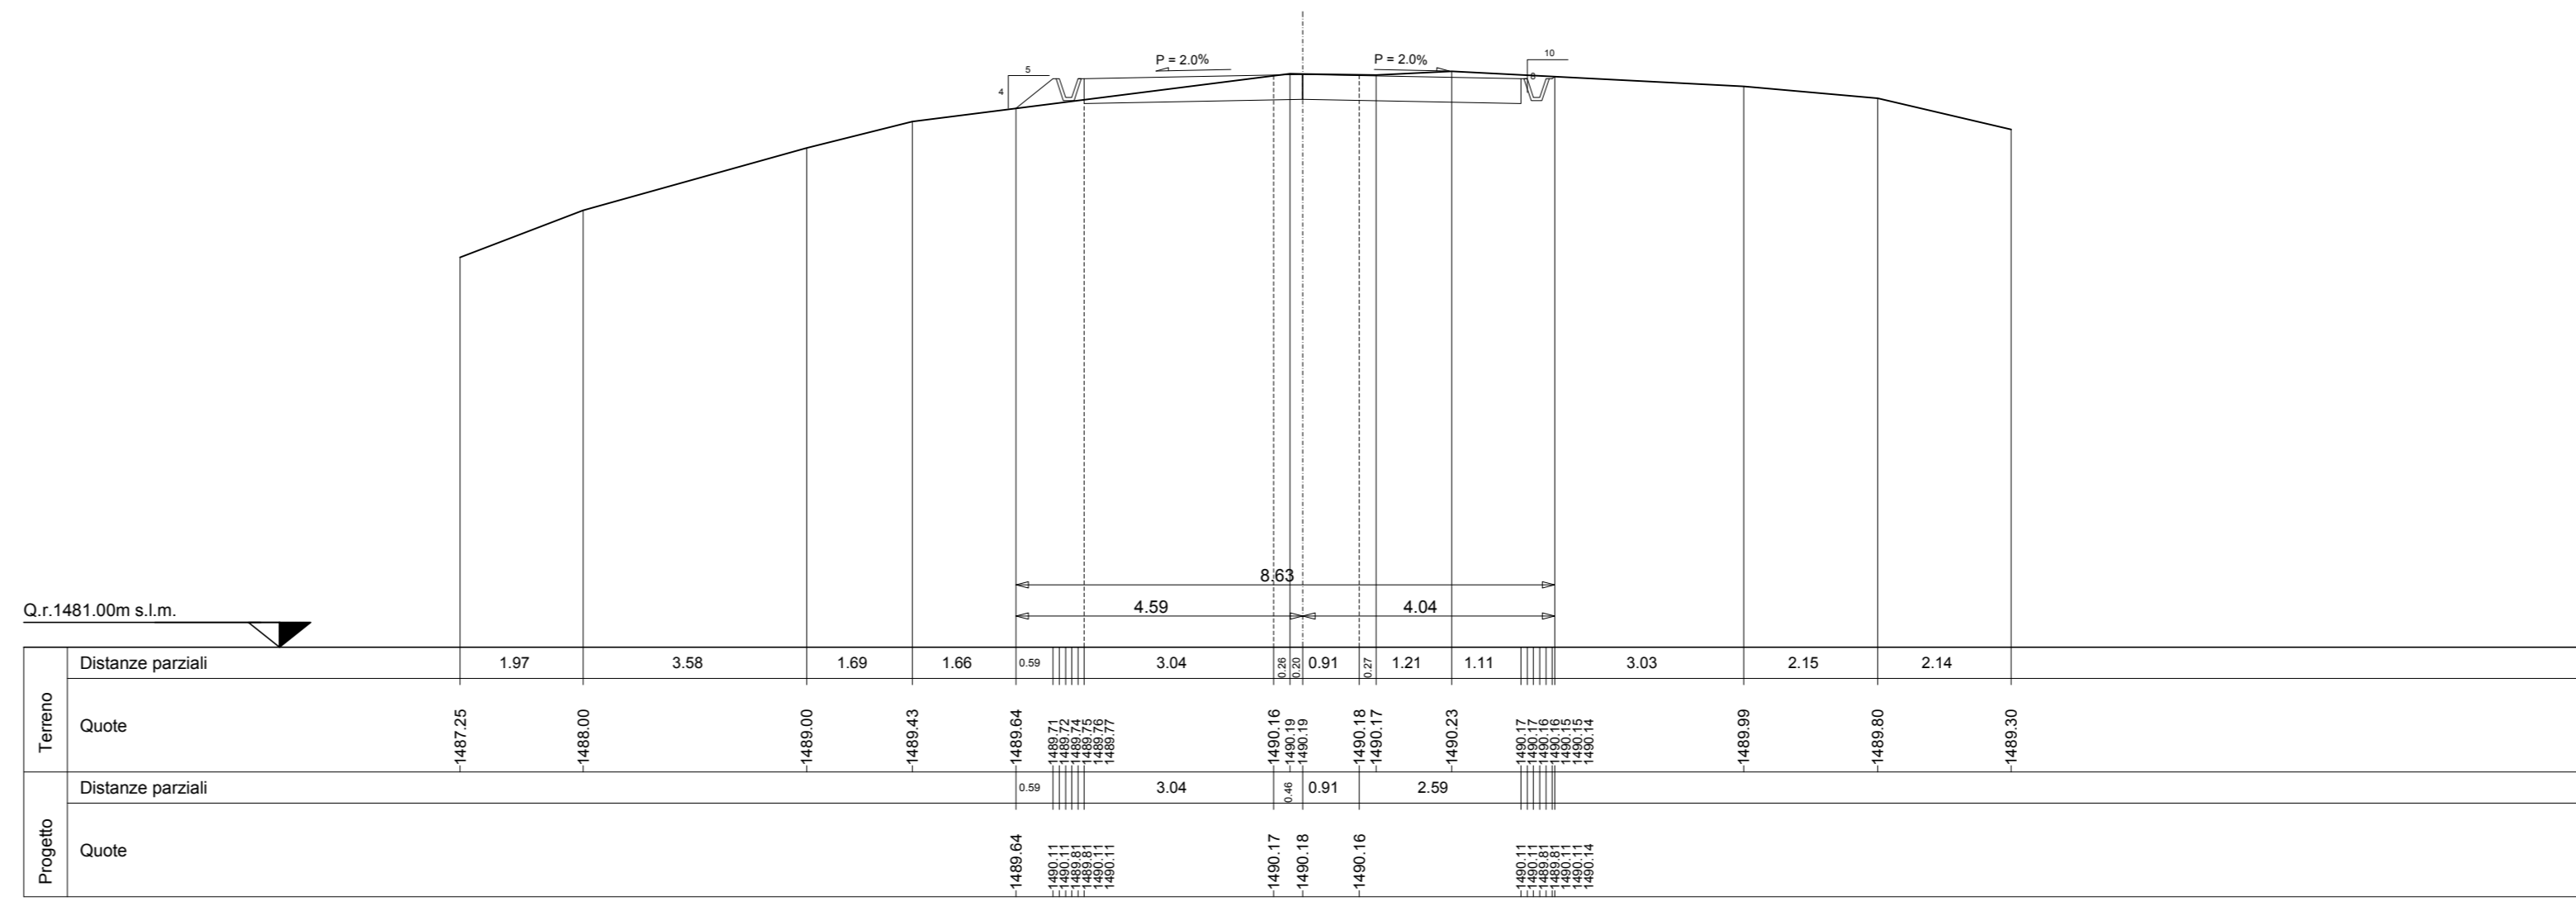 P = 2.0%
P = 2.0%
5
4
10
8
8.63
4.59
4.04
Q.r.1481.00m s.l.m.
Terreno
Distanze parziali
1.97 3.58 1.69 1.66 0.59 3.04 0.26 0.20 0.91 0.27 1.21 1.11 3.03 2.15 2.14
Quote
1487.25 1488.00 1489.00 1489.43 1489.64 1489.71 1489.72 1489.74 1489.75 1489.76 1489.77 1490.16 1490.19 1490.19 1490.18 1490.17 1490.23 1490.17 1490.17 1490.16 1490.16 1490.15 1490.15 1490.14 1489.99 1489.80 1489.30
Progetto
Distanze parziali
0.59 3.04 0.46 0.91 2.59
Quote
1489.64 1490.11 1490.11 1489.81 1489.81 1490.11 1490.11 1490.17 1490.18 1490.16 1490.11 1490.11 1489.81 1489.81 1490.11 1490.11 1490.14